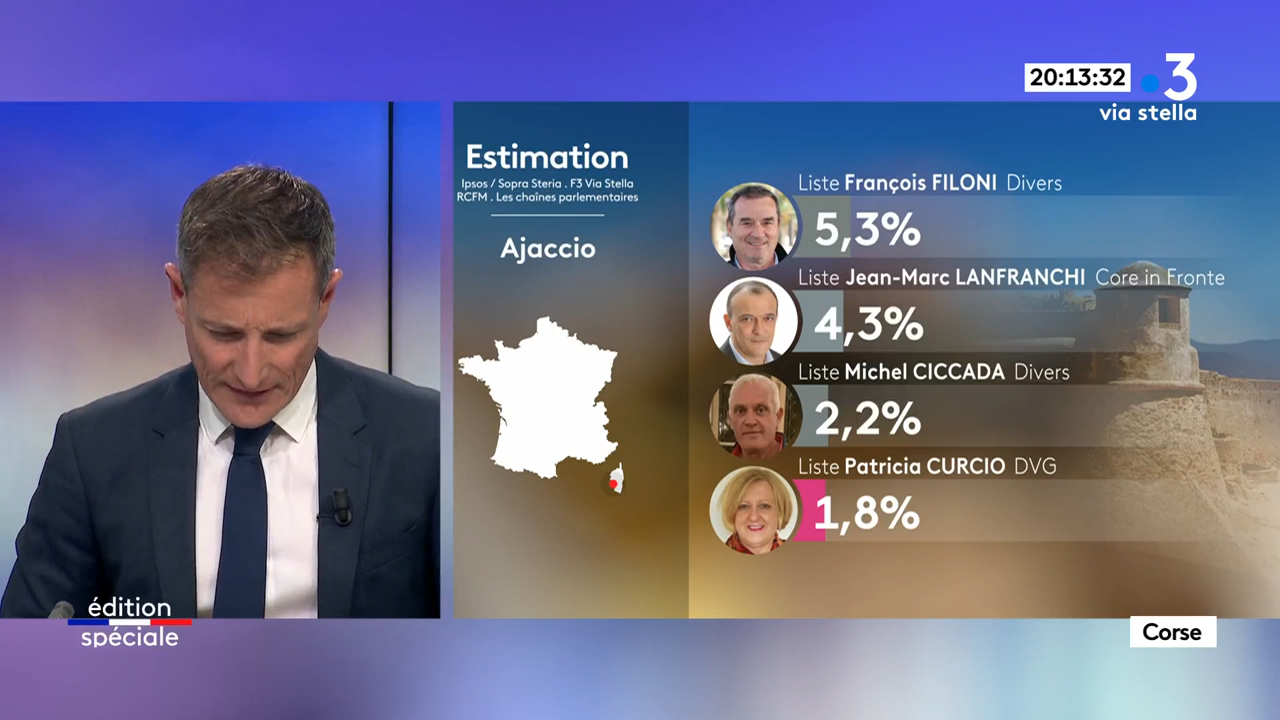 20:13:32
3
via stella
Estimation
Ipsos / Sopra Steria . F3 Via Stella
RCFM . Les chaînes parlementaires
Ajaccio
Liste François FILONI Divers
5,3%
Liste Jean-Marc LANFRANCHI Core in Fronte
4,3%
Liste Michel CICCADA Divers
2,2%
Liste Patricia CURCIO DVG
1,8%
édition
spéciale
Corse